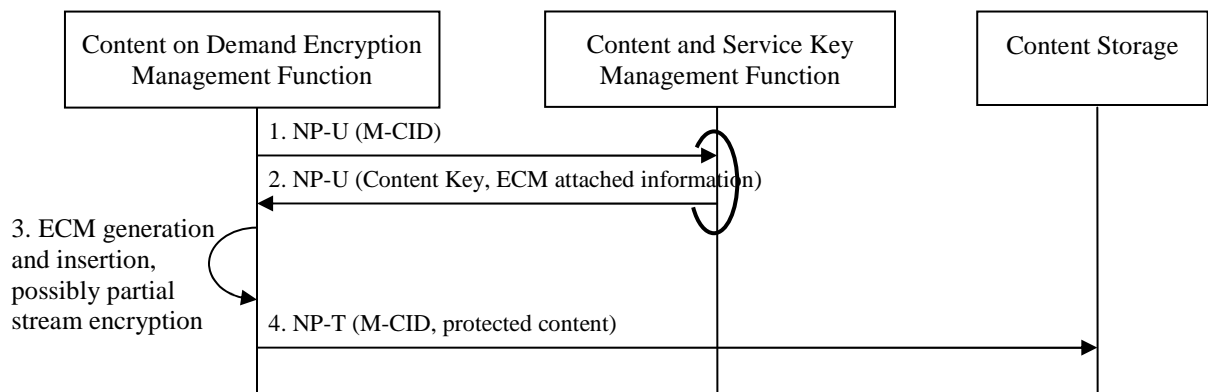 Content on Demand Encryption
Management Function
Content and Service Key
Management Function
Content Storage
1. NP-U (M-CID)
2. NP-U (Content Key, ECM attached information)
3. ECM generation
and insertion,
possibly partial
stream encryption
4. NP-T (M-CID, protected content)